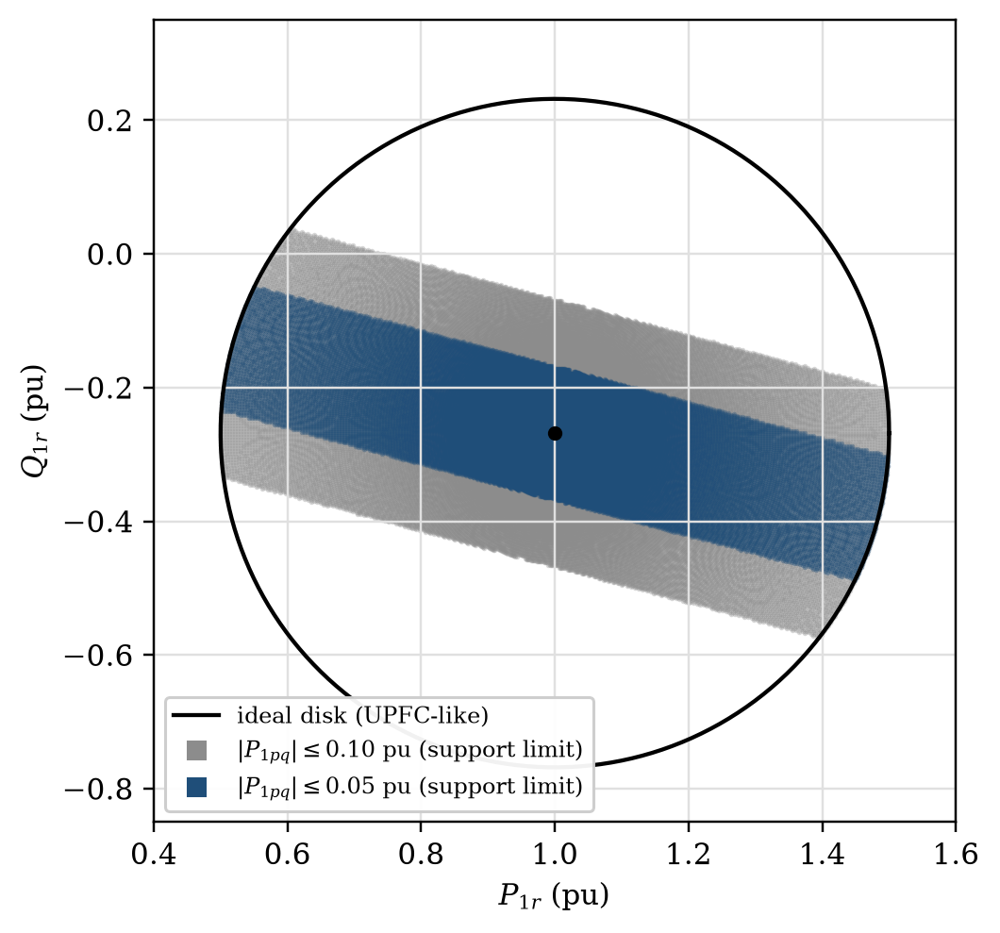 0.2
0.0
−0.2
−0.4
−0.6
−0.8
Q1r (pu)
ideal disk (UPFC-like)
|P1pq| ≤ 0.10 pu (support limit)
|P1pq| ≤ 0.05 pu (support limit)
0.4 0.6 0.8 1.0 1.2 1.4 1.6
P1r (pu)